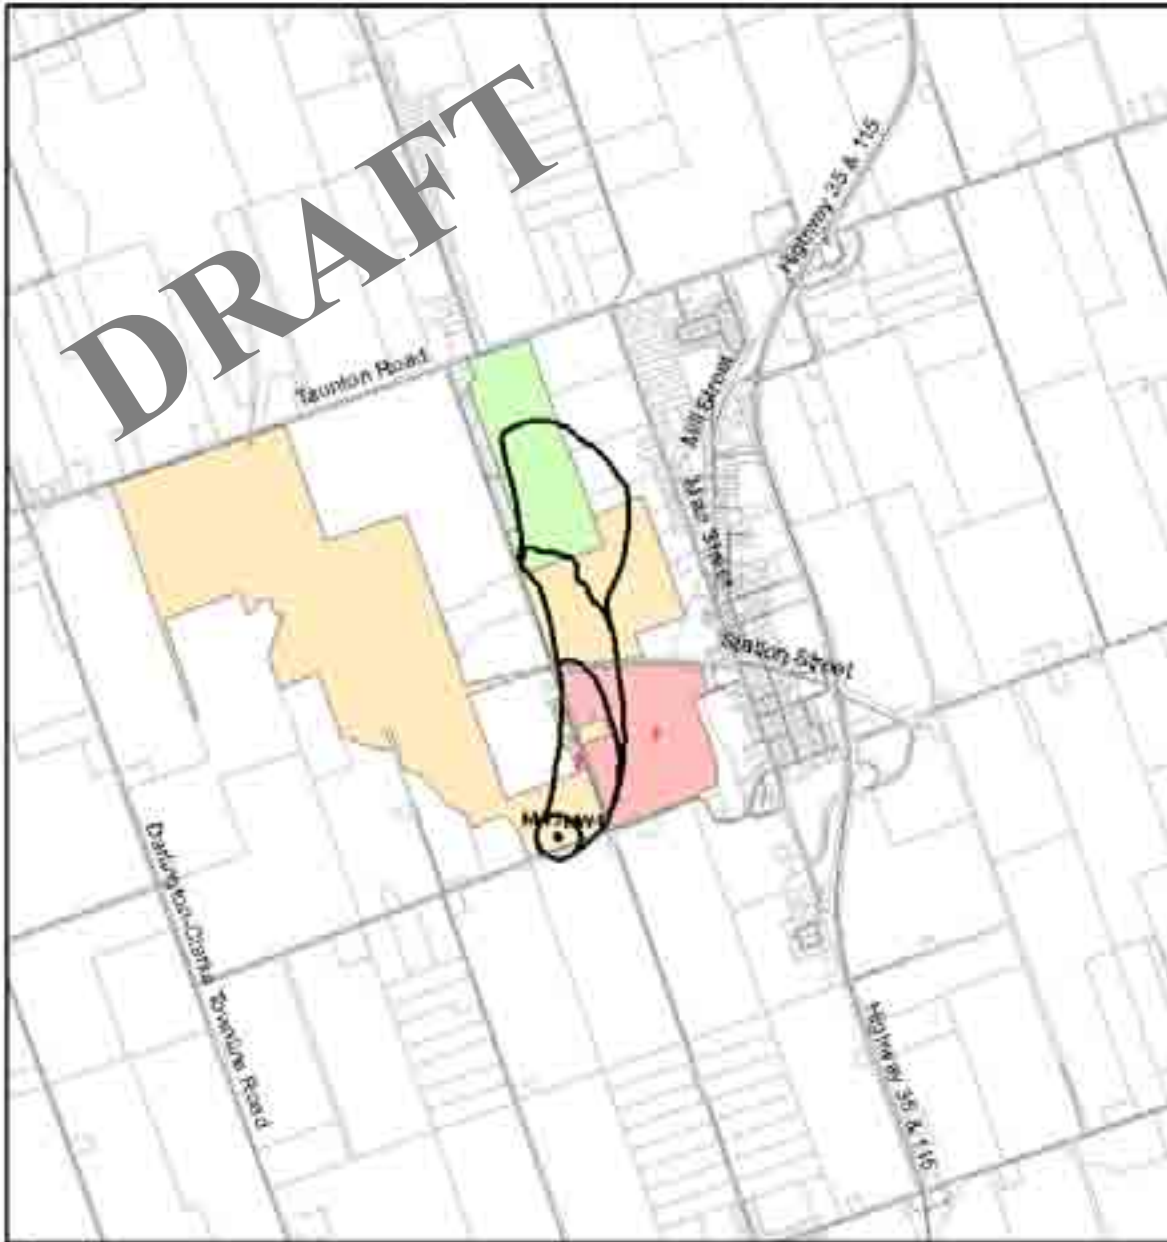 DRAFT
Highway 35 & 115
Taunton Road
Mill Street
Main Street
Station Street
Darlington-Clarke Townline Road
Highway 35 & 115